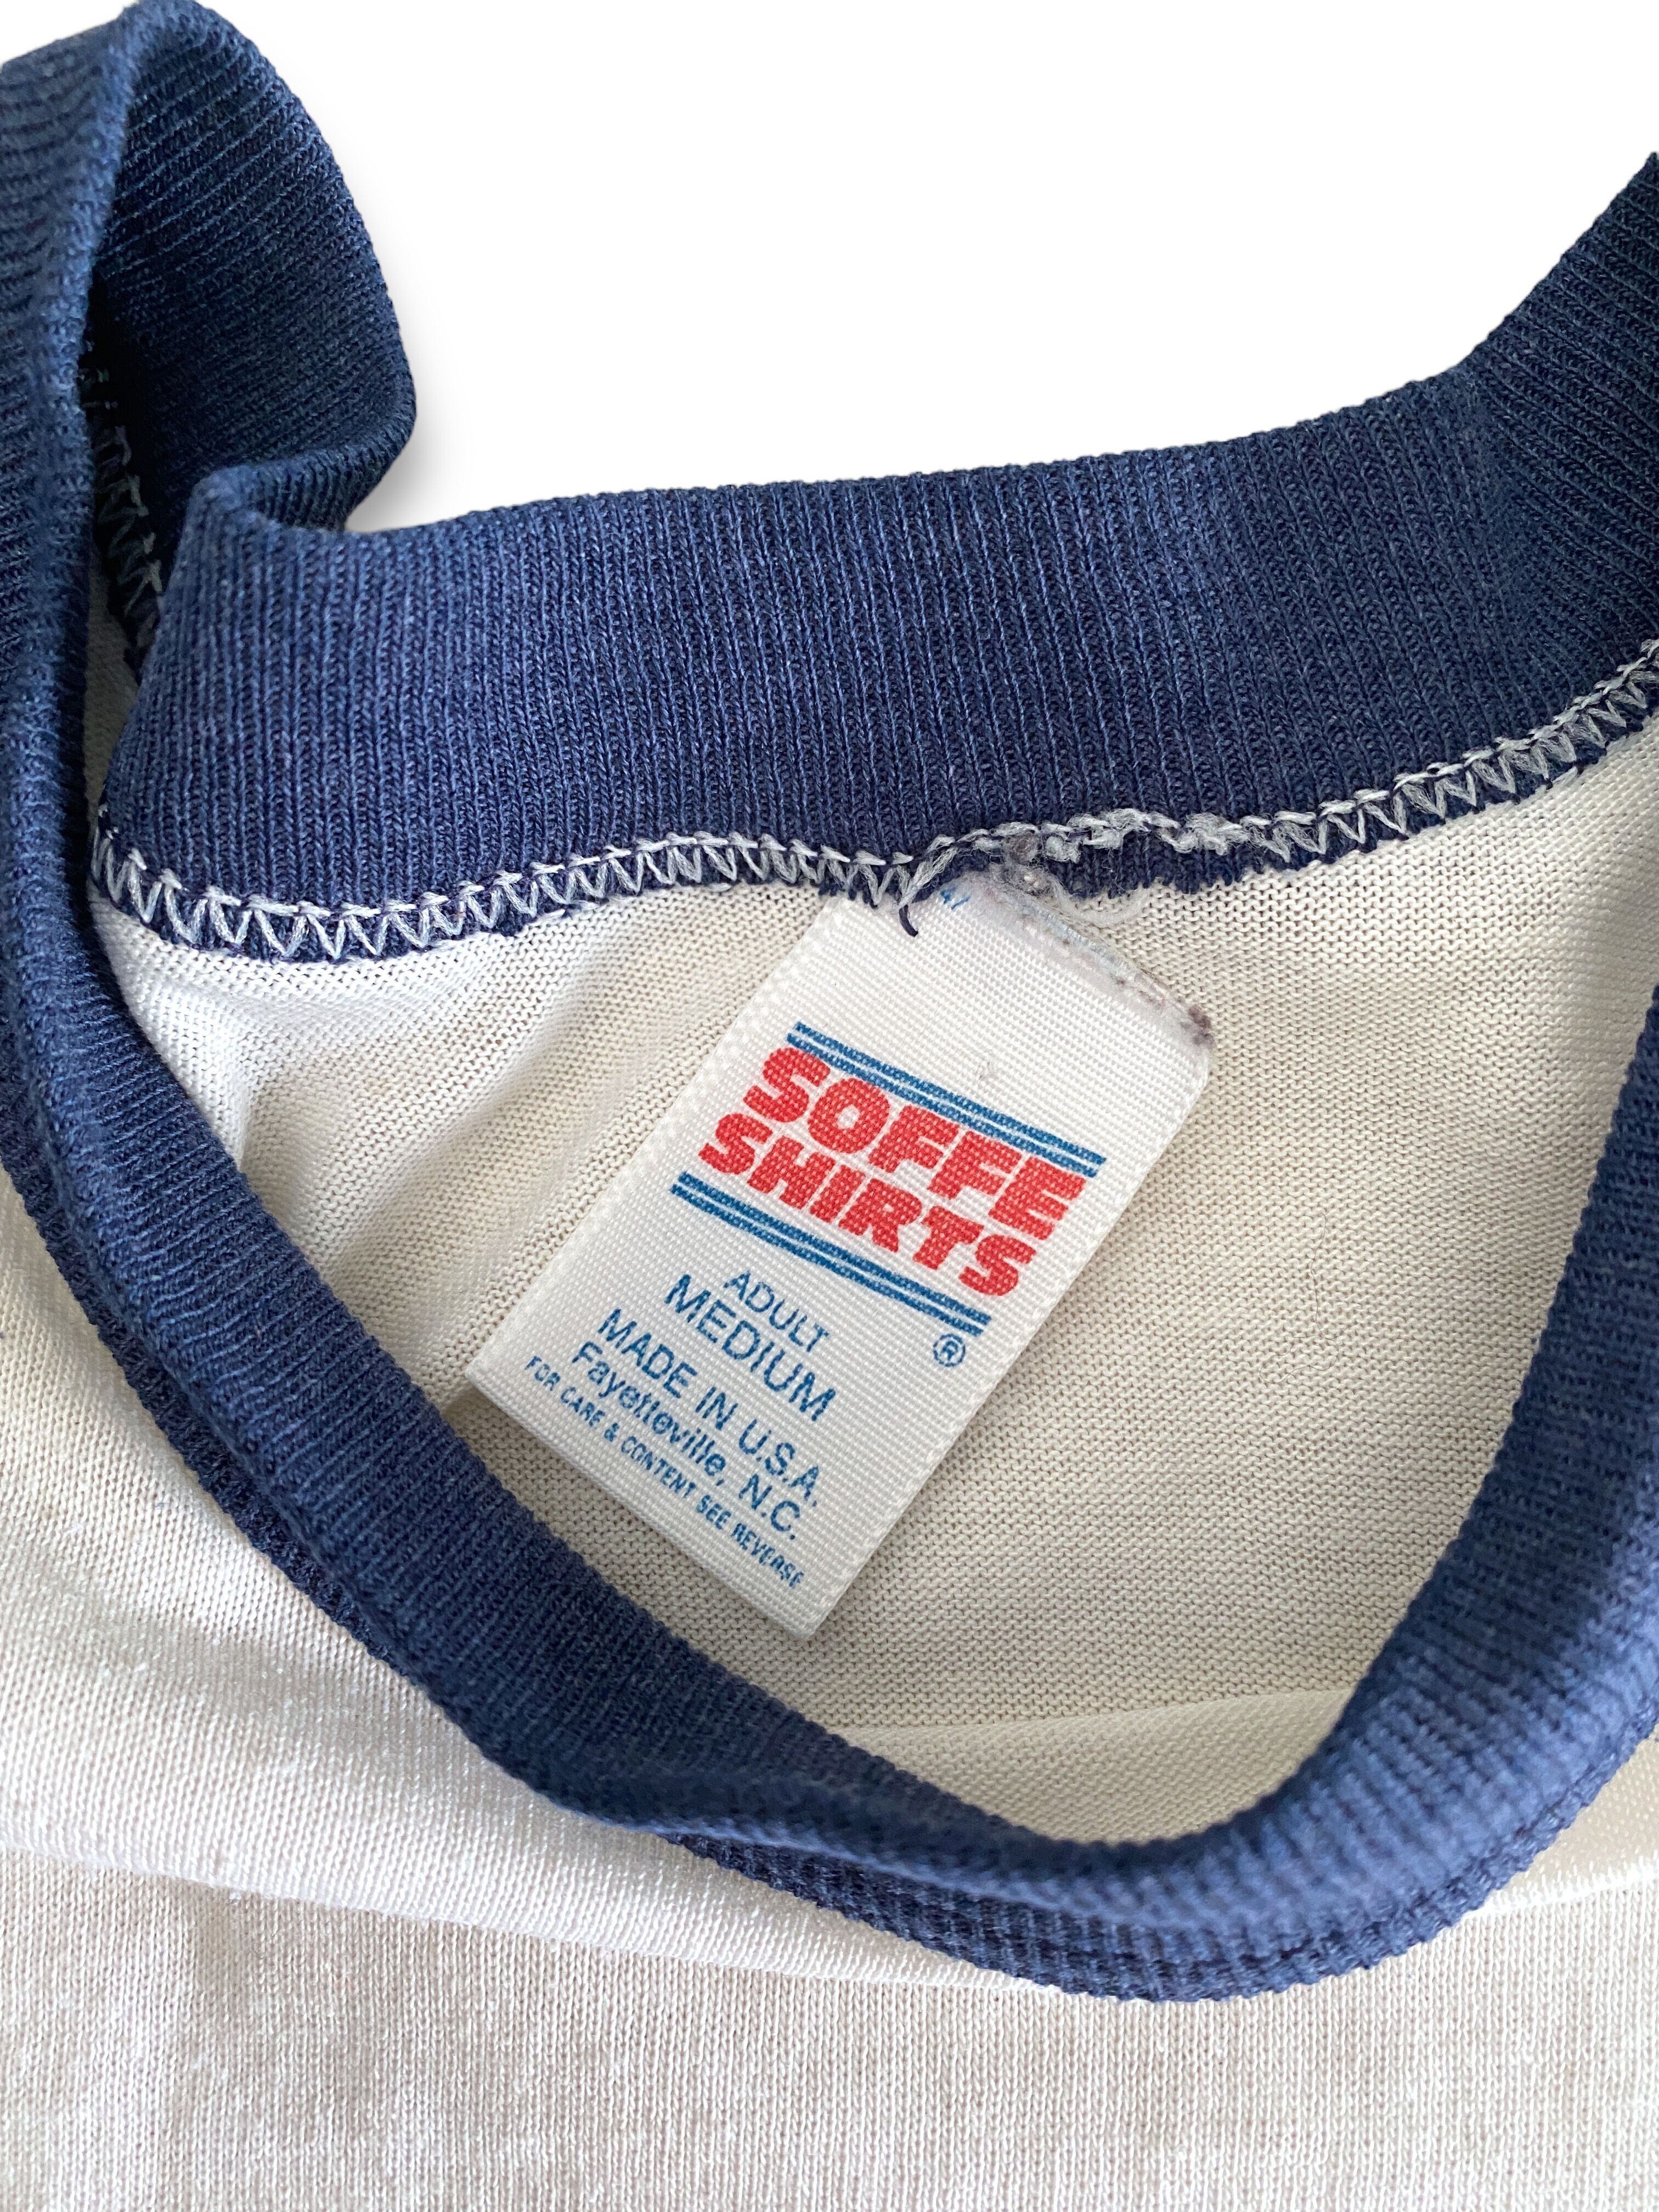 SOFFE
SHIRTS
®
ADULT
MEDIUM
MADE IN U.S.A.
Fayetteville, N.C.
FOR CARE & CONTENT SEE REVERSE